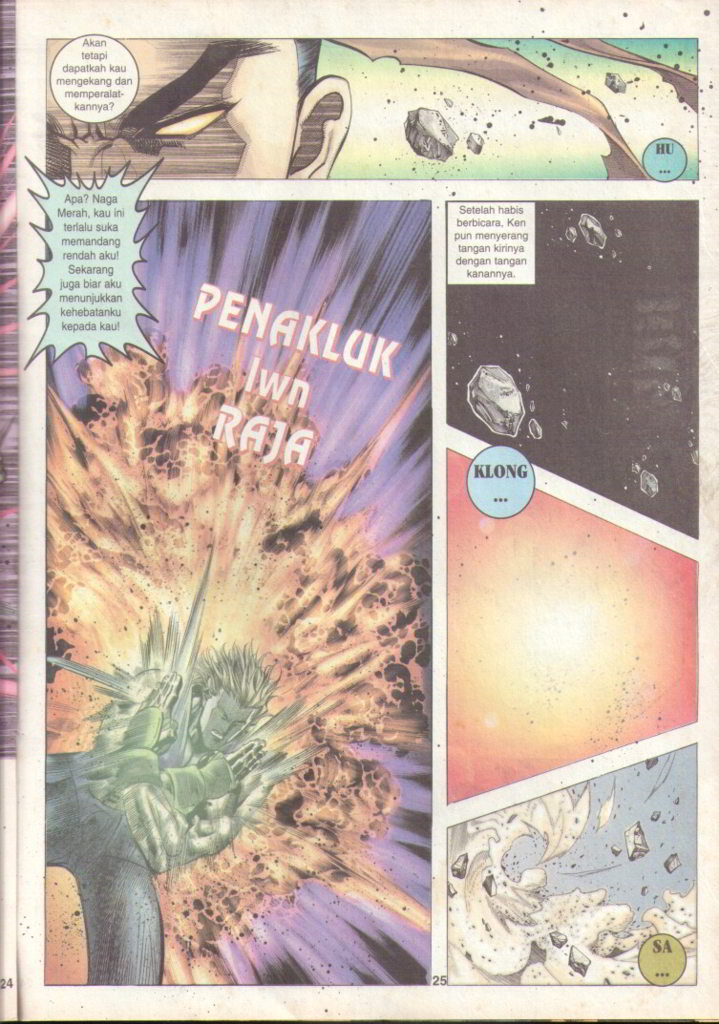 Akan
tetapi
dapatkah kau
mengekang dan
memperalat-
kannya?
HU
...
Apa? Naga
Merah, kau ini
terlalu suka
memandang
rendah aku!
Sekarang
juga biar aku
menunjukkan
kehebatanku
kepada kau!
PENAKLUK
lwn
RAJA
Setelah habis
berbicara, Ken
pun menyerang
tangan kirinya
dengan tangan
kanannya.
KLONG
...
SA
...
24
25